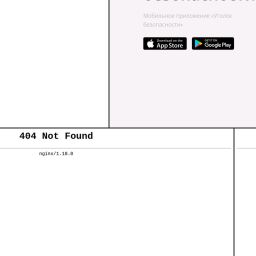 Мобильное приложение «Уголок
безопасности»
Download on the
App Store
GET IT ON
Google Play
404 Not Found
nginx/1.18.0